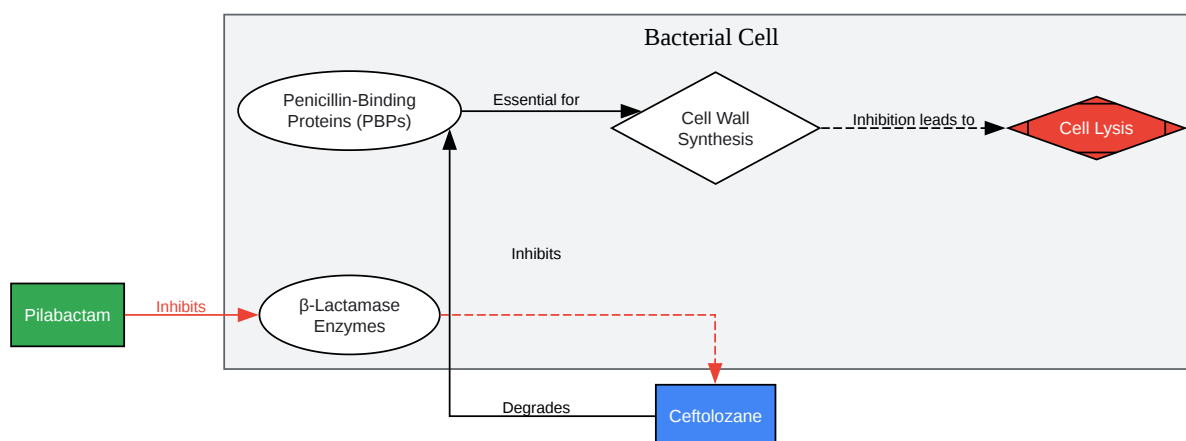 Bacterial Cell
Penicillin-Binding
Proteins (PBPs)
Essential for
Cell Wall
Synthesis
Inhibition leads to
Cell Lysis
Inhibits
Pilabactam
Inhibits
β-Lactamase
Enzymes
Degrades
Ceftolozane